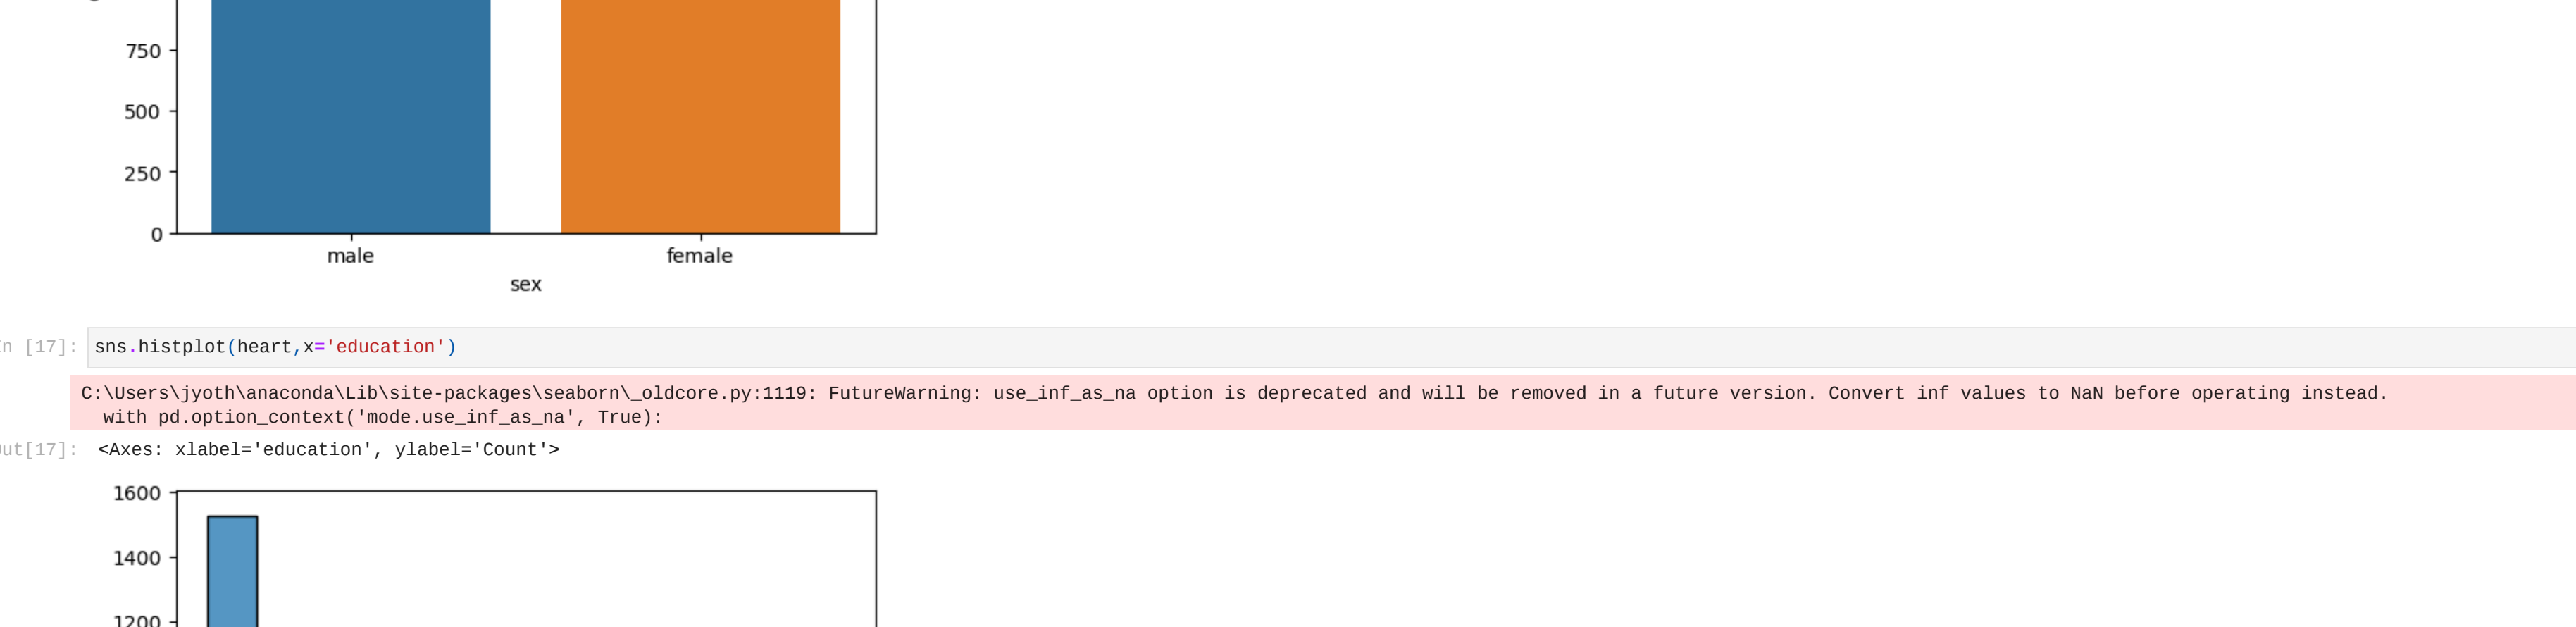 750
500
250
0
male female
sex
n [17]: sns.histplot(heart,x='education')
C:\Users\jyoth\anaconda\Lib\site-packages\seaborn\_oldcore.py:1119: FutureWarning: use_inf_as_na option is deprecated and will be removed in a future version. Convert inf values to NaN before operating instead.
with pd.option_context('mode.use_inf_as_na', True):
ut[17]: <Axes: xlabel='education', ylabel='Count'>
1600
1400
1200